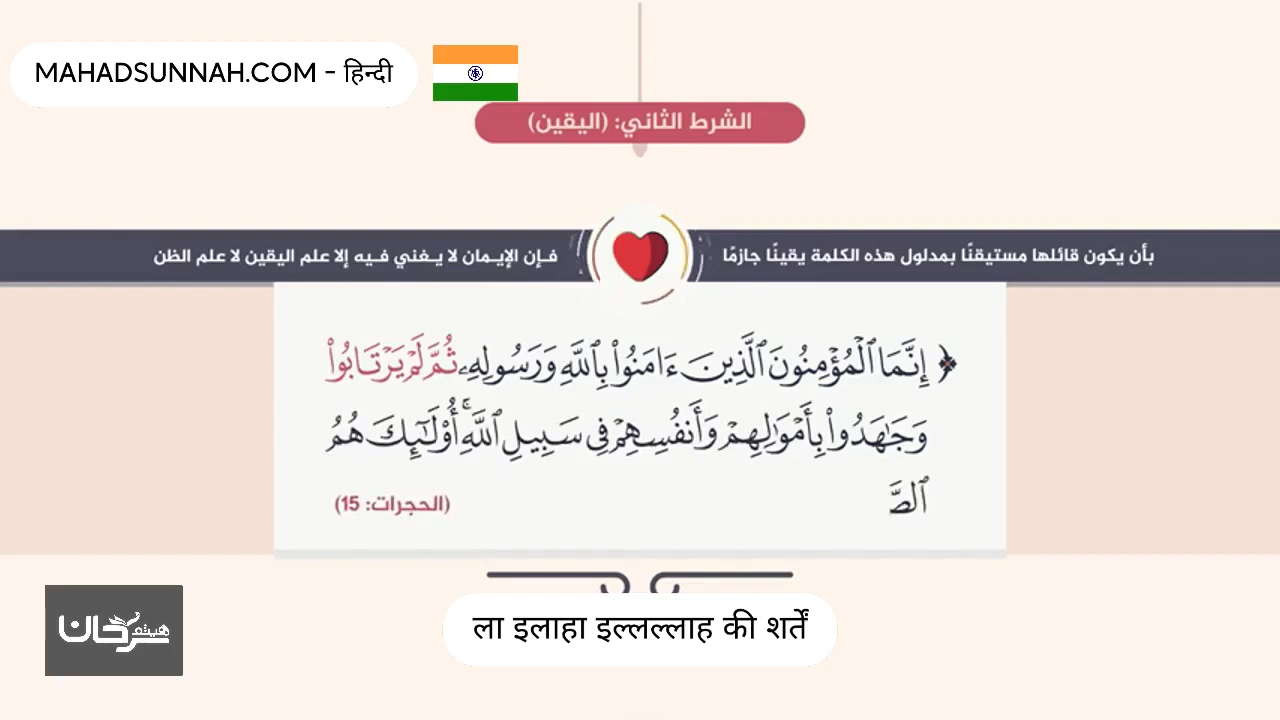 MAHADSUNNAH.COM - हिन्दी
الشرط الثاني: (اليقين)
بأن يكون قائلها مستيقنًا بمدلول هذه الكلمة يقينًا جازمًا
فإن الإيمان لا يغني فيه إلا علم اليقين لا علم الظن
﴿ إِنَّمَا ٱلْمُؤْمِنُونَ ٱلَّذِينَ ءَامَنُوا۟ بِٱللَّهِ وَرَسُولِهِۦ ثُمَّ لَمْ يَرْتَابُوا۟
وَجَٰهَدُوا۟ بِأَمْوَٰلِهِمْ وَأَنفُسِهِمْ فِى سَبِيلِ ٱللَّهِ ۚ أُو۟لَٰٓئِكَ هُمُ
ٱلصَّ
(الحجرات: 15)
هيثم سرحان
ला इलाहा इल्लल्लाह की शर्तें